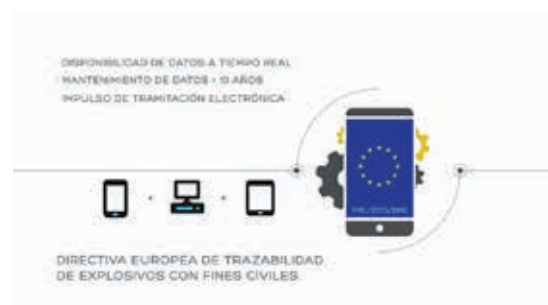 DISPONIBILIDAD DE DATOS A TIEMPO REAL
MANTENIMIENTO DE DATOS > 10 AÑOS
IMPULSO DE TRAMITACIÓN ELECTRÓNICA
DIRECTIVA EUROPEA DE TRAZABILIDAD
DE EXPLOSIVOS CON FINES CIVILES